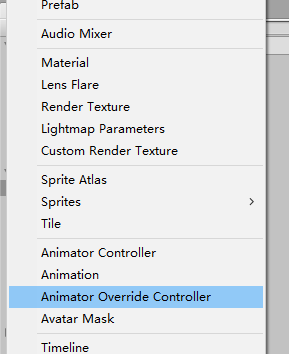 Prefab
Audio Mixer
Material
Lens Flare
Render Texture
Lightmap Parameters
Custom Render Texture
Sprite Atlas
Sprites
Tile
Animator Controller
Animation
Animator Override Controller
Avatar Mask
Timeline